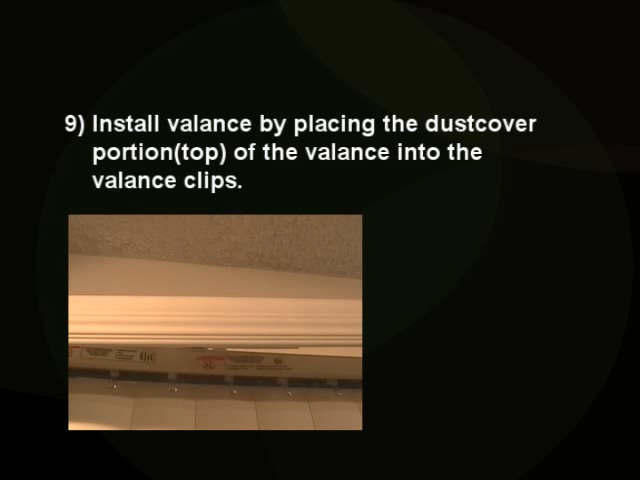 9) Install valance by placing the dustcover
portion(top) of the valance into the
valance clips.